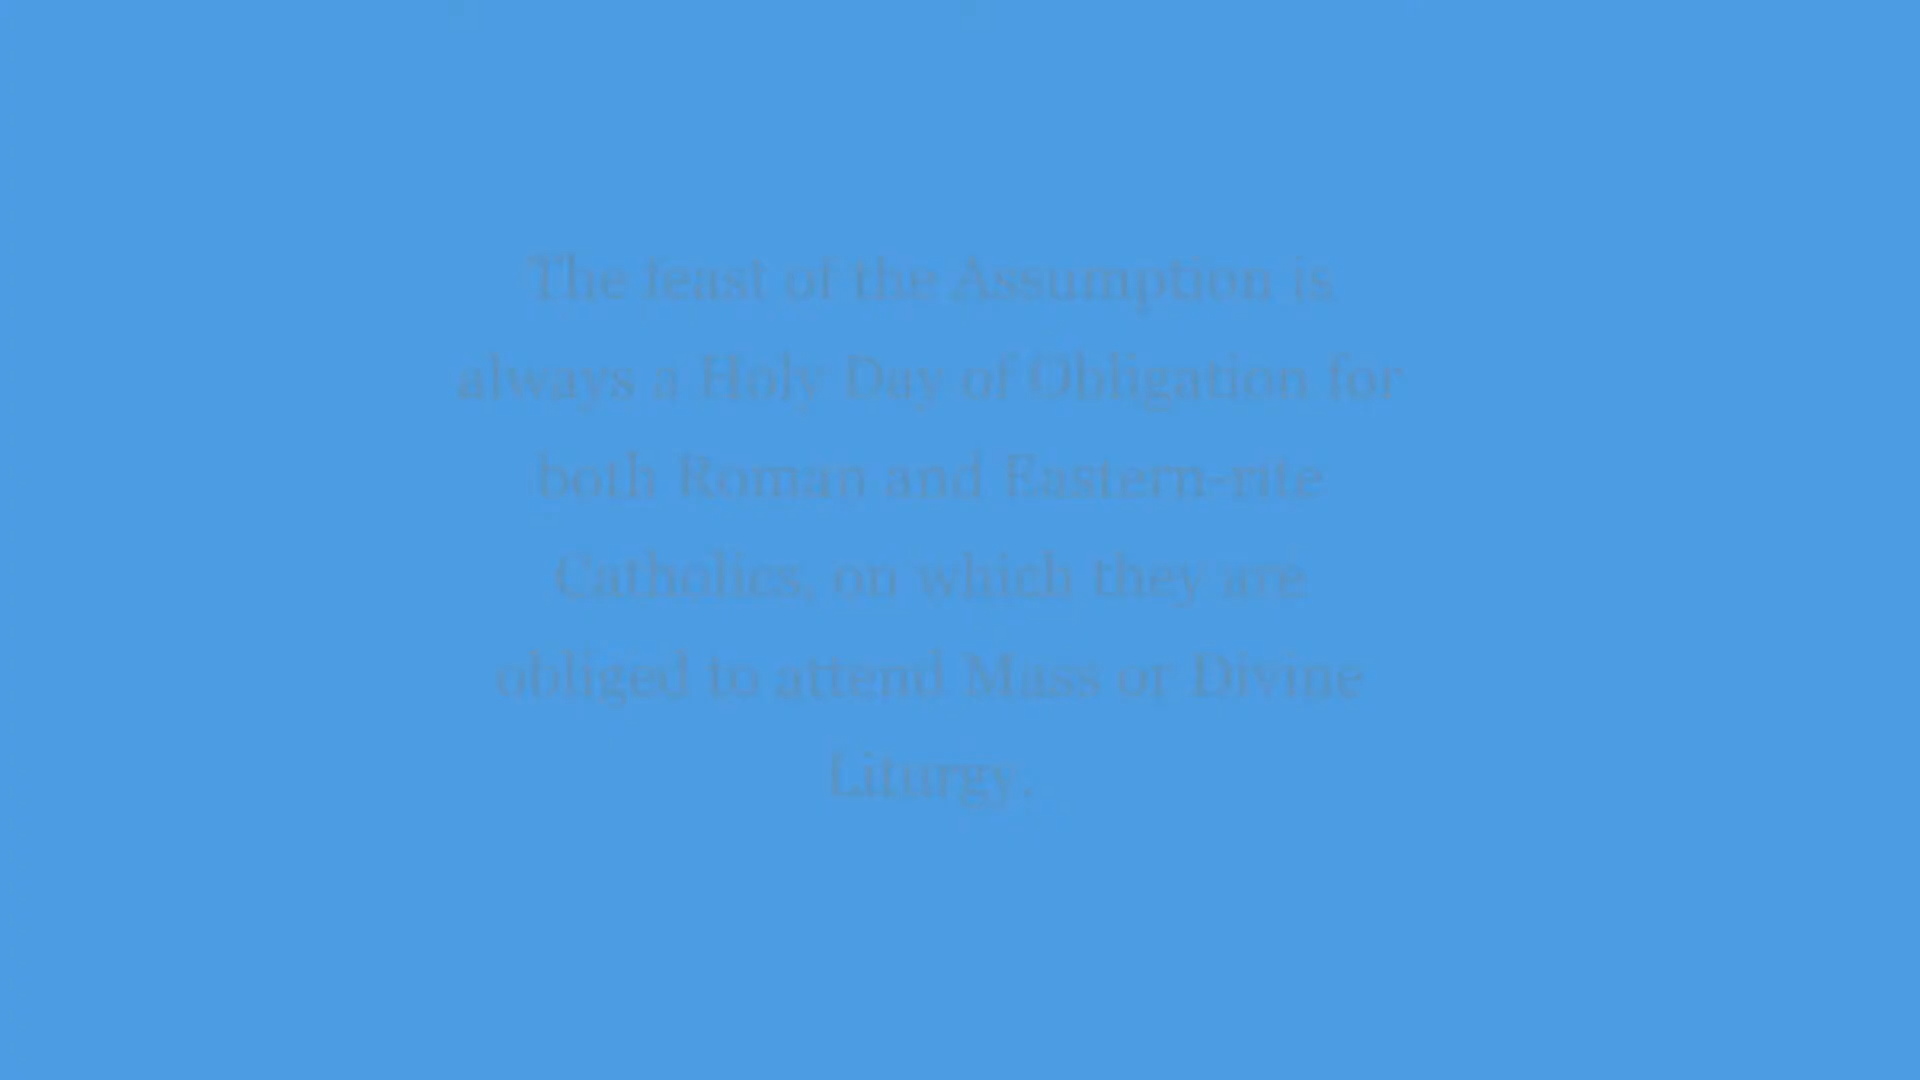 The feast of the Assumption is
always a Holy Day of Obligation for
both Roman and Eastern-rite
Catholics, on which they are
obliged to attend Mass or Divine
Liturgy.